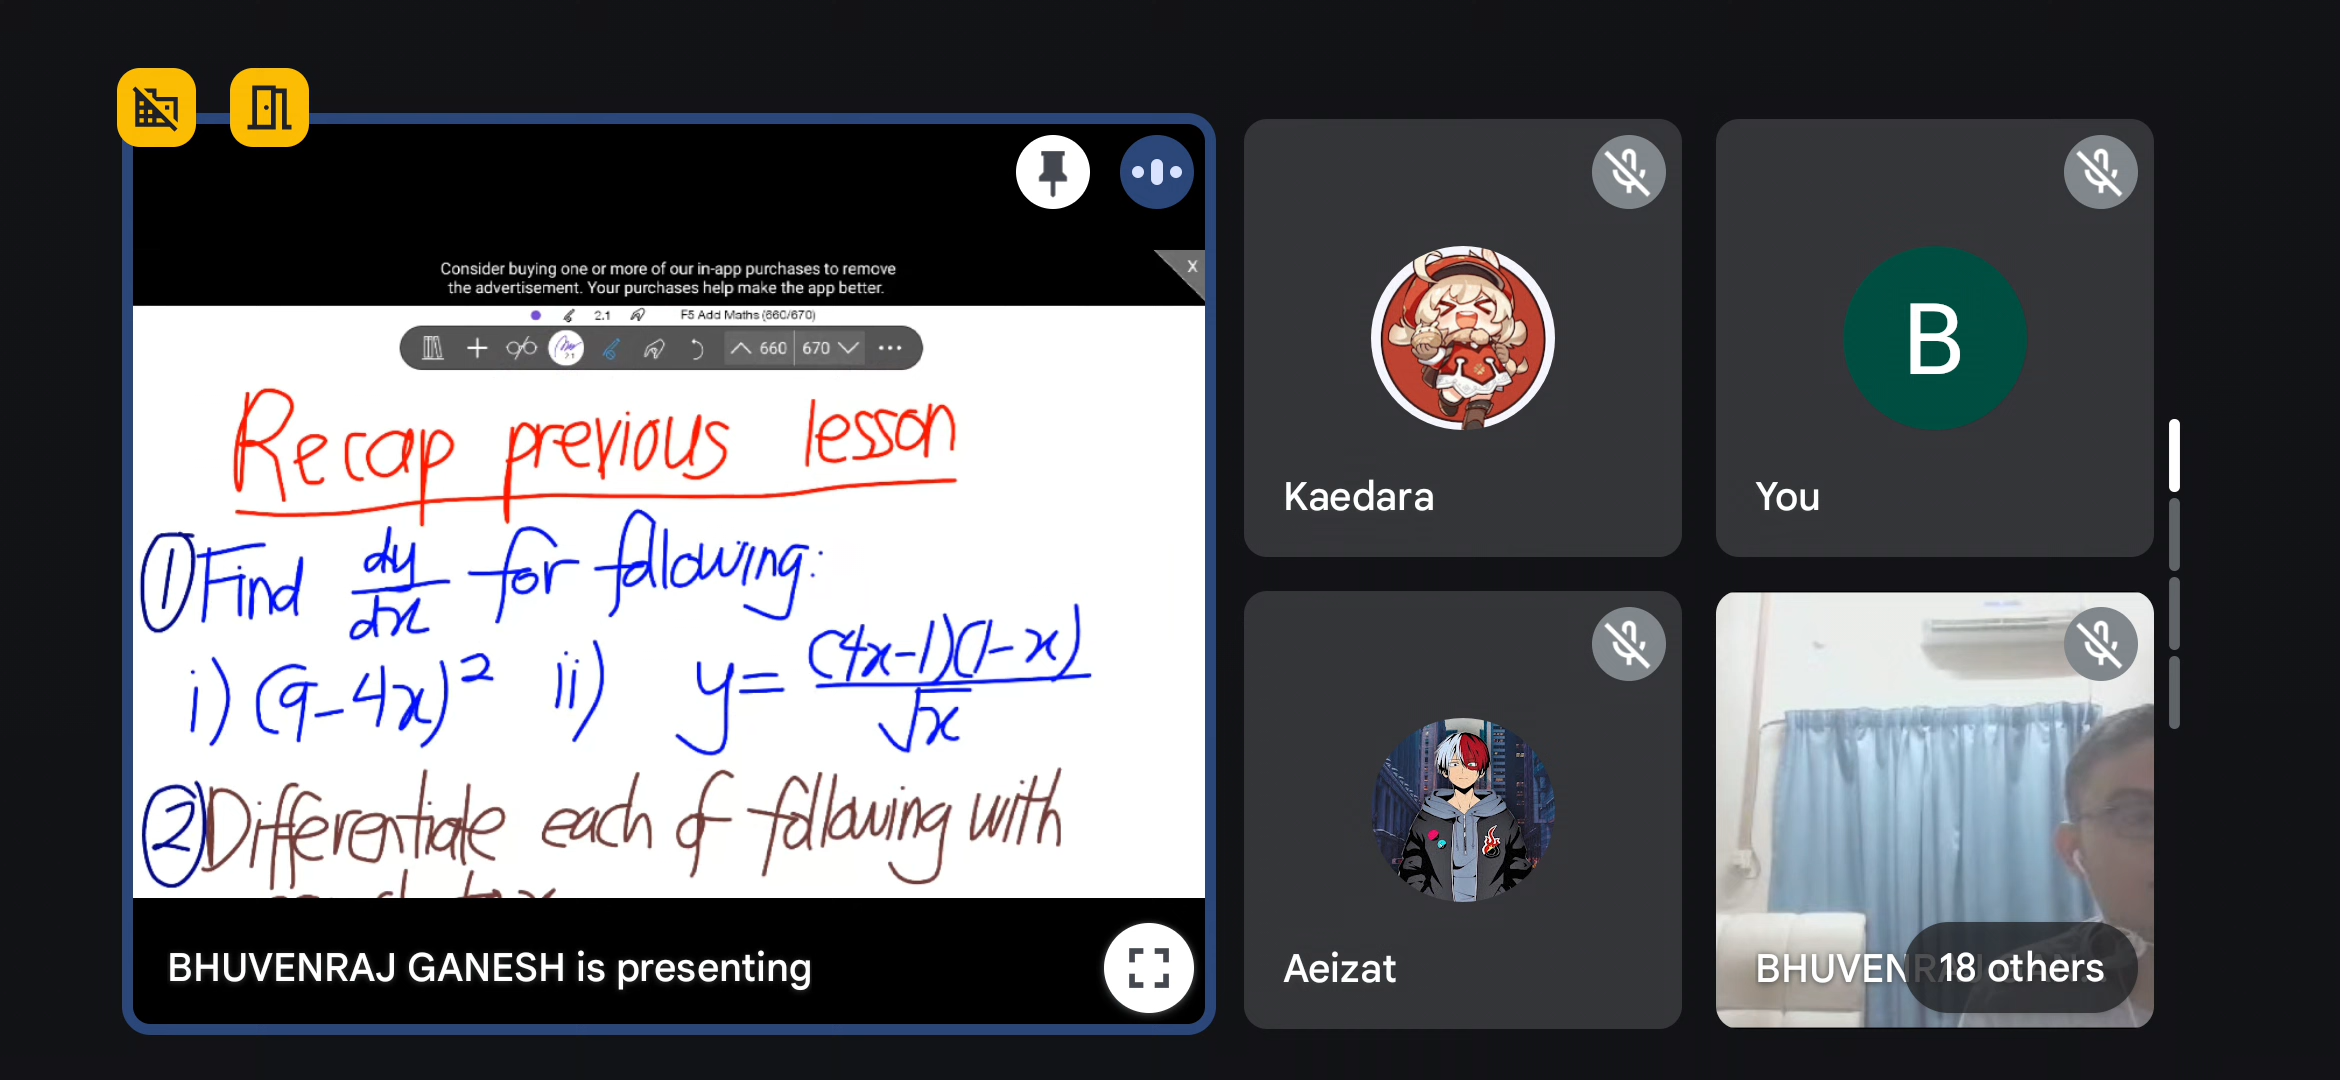 Consider buying one or more of our in-app purchases to remove
the advertisement. Your purchases help make the app better.
X
2.1 F5 Add Maths (660/670)
2.1 660 670
Recap previous lesson
① Find dy/dx for following:
i) (9-4x)² ii) y= (4x-1)(1-x)/√x
② Differentiate each of following with
BHUVENRAJ GANESH is presenting
Kaedara
B
You
Aeizat
BHUVENRAJ
18 others